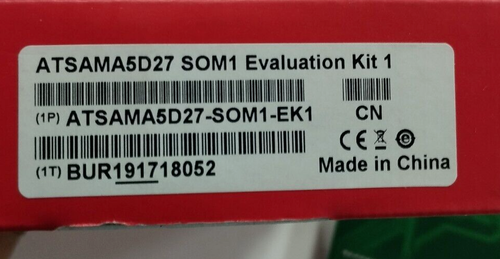 ATSAMA5D27 SOM1 Evaluation Kit 1
(1P) ATSAMA5D27-SOM1-EK1
CN
(1T) BUR191718052
CE
Made in China